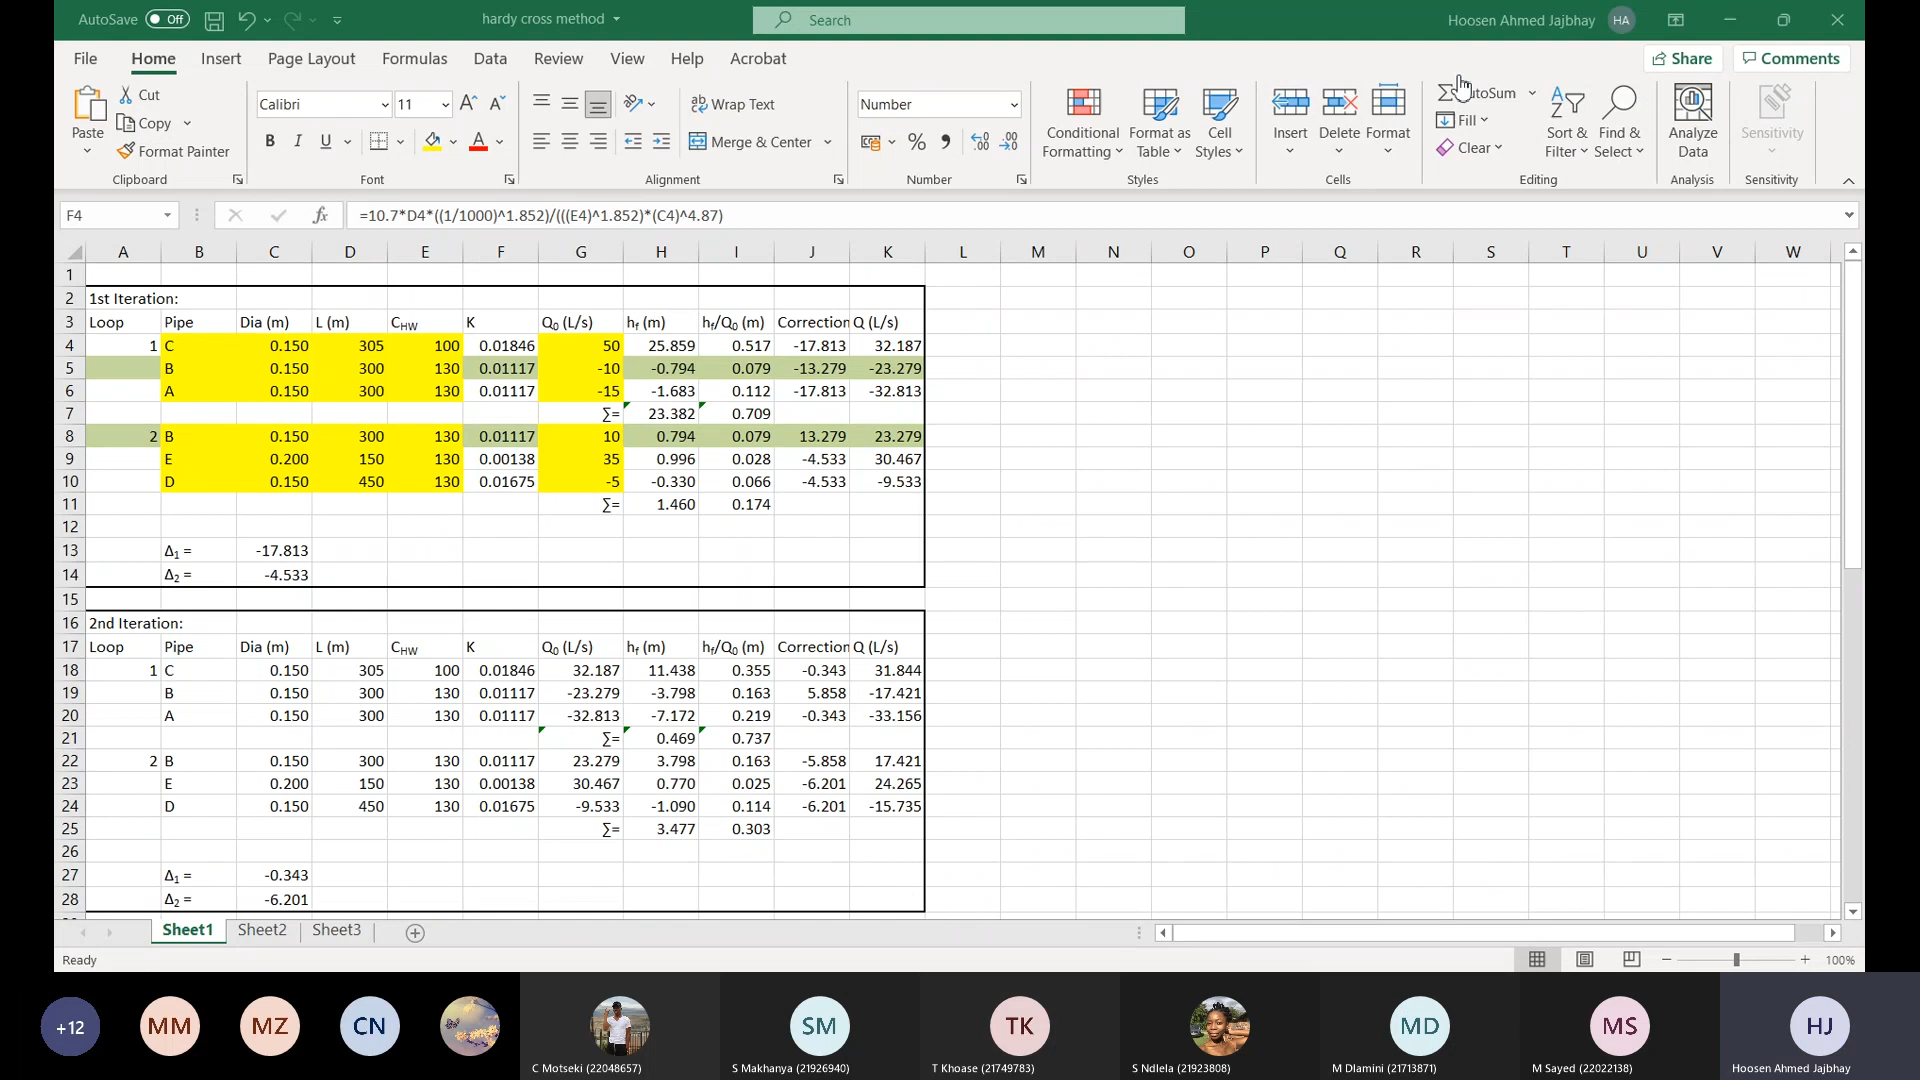 AutoSave Off hardy cross method Search Hoosen Ahmed Jajbhay HA
File Home Insert Page Layout Formulas Data Review View Help Acrobat Share Comments
Paste Cut Copy Format Painter Clipboard
Calibri 11 B I U A Font
Wrap Text Merge & Center Alignment
Number % Number
Conditional Formatting Format as Table Cell Styles Styles
Insert Delete Format Cells
Fill Clear Sort & Filter Find & Select Editing
Analyze Data Analysis
Sensitivity Sensitivity
F4 fx =10.7*D4*((1/1000)^1.852)/(((E4)^1.852)*(C4)^4.87)
A B C D E F G H I J K L M N O P Q R S T U V W
1
2 1st Iteration:
3 Loop Pipe Dia (m) L (m) CHW K Q0 (L/s) hf (m) hf/Q0 (m) Correction Q (L/s)
4 1 C 0.150 305 100 0.01846 50 25.859 0.517 -17.813 32.187
5 B 0.150 300 130 0.01117 -10 -0.794 0.079 -13.279 -23.279
6 A 0.150 300 130 0.01117 -15 -1.683 0.112 -17.813 -32.813
7 ∑= 23.382 0.709
8 2 B 0.150 300 130 0.01117 10 0.794 0.079 13.279 23.279
9 E 0.200 150 130 0.00138 35 0.996 0.028 -4.533 30.467
10 D 0.150 450 130 0.01675 -5 -0.330 0.066 -4.533 -9.533
11 ∑= 1.460 0.174
12
13 Δ1 = -17.813
14 Δ2 = -4.533
15
16 2nd Iteration:
17 Loop Pipe Dia (m) L (m) CHW K Q0 (L/s) hf (m) hf/Q0 (m) Correction Q (L/s)
18 1 C 0.150 305 100 0.01846 32.187 11.438 0.355 -0.343 31.844
19 B 0.150 300 130 0.01117 -23.279 -3.798 0.163 5.858 -17.421
20 A 0.150 300 130 0.01117 -32.813 -7.172 0.219 -0.343 -33.156
21 ∑= 0.469 0.737
22 2 B 0.150 300 130 0.01117 23.279 3.798 0.163 -5.858 17.421
23 E 0.200 150 130 0.00138 30.467 0.770 0.025 -6.201 24.265
24 D 0.150 450 130 0.01675 -9.533 -1.090 0.114 -6.201 -15.735
25 ∑= 3.477 0.303
26
27 Δ1 = -0.343
28 Δ2 = -6.201
Sheet1 Sheet2 Sheet3
Ready 100%
+12 MM MZ CN SM TK MD MS HJ
C Motseki (22048657) S Makhanya (21926940) T Khoase (21749783) S Ndlela (21923808) M Dlamini (21713871) M Sayed (22022138) Hoosen Ahmed Jajbhay